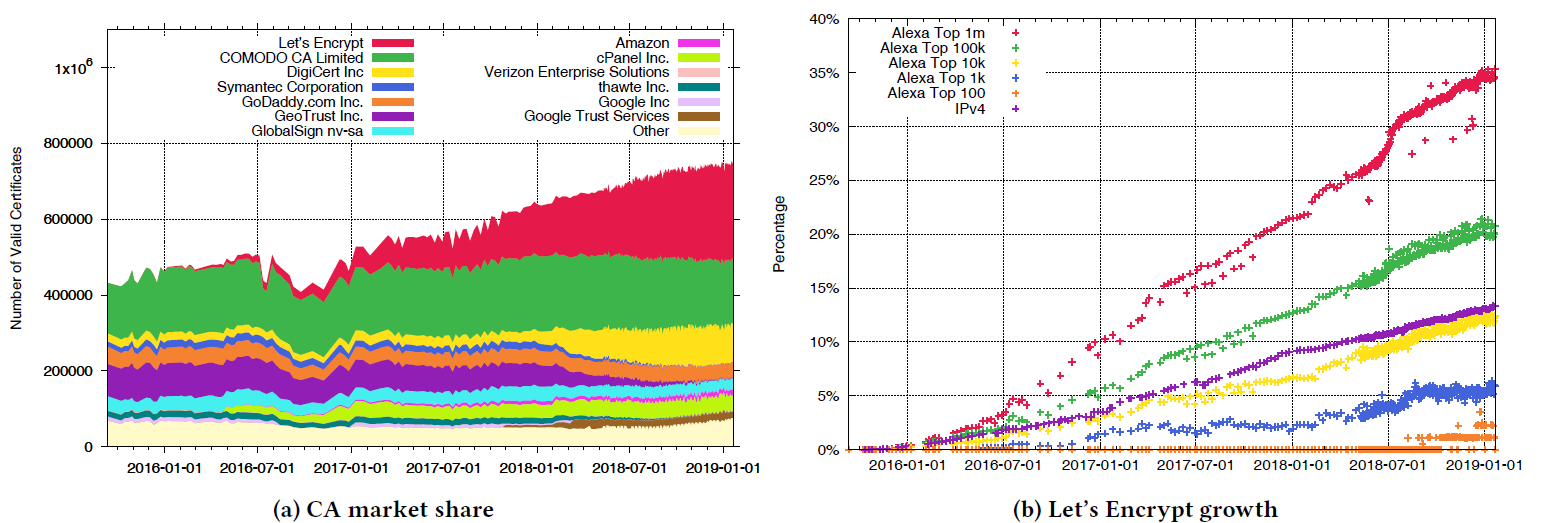 1x10^6
800000
600000
400000
200000
0
Number of Valid Certificates
Let's Encrypt
COMODO CA Limited
DigiCert Inc
Symantec Corporation
GoDaddy.com Inc.
GeoTrust Inc.
GlobalSign nv-sa
Amazon
cPanel Inc.
Verizon Enterprise Solutions
thawte Inc.
Google Inc
Google Trust Services
Other
2016-01-01 2016-07-01 2017-01-01 2017-07-01 2018-01-01 2018-07-01 2019-01-01
(a) CA market share
40%
35%
30%
25%
20%
15%
10%
5%
0%
Percentage
Alexa Top 1m
Alexa Top 100k
Alexa Top 10k
Alexa Top 1k
Alexa Top 100
IPv4
2016-01-01 2016-07-01 2017-01-01 2017-07-01 2018-01-01 2018-07-01 2019-01-01
(b) Let's Encrypt growth